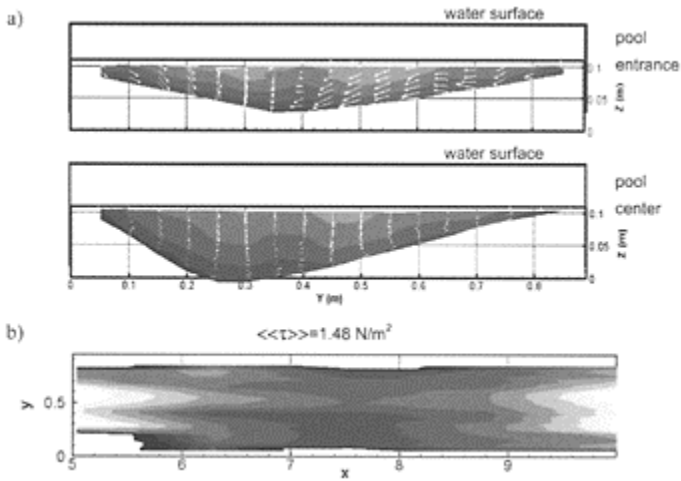 a)
water surface
pool
entrance
0.1
0.05
Z (m)
0
water surface
pool
center
0.1
0.05
Z (m)
0
0 0.1 0.2 0.3 0.4 0.5 0.6 0.7 0.8
Y (m)
b)
<<τ>>=1.48 N/m²
y
0.5
0
5 6 7 8 9
x